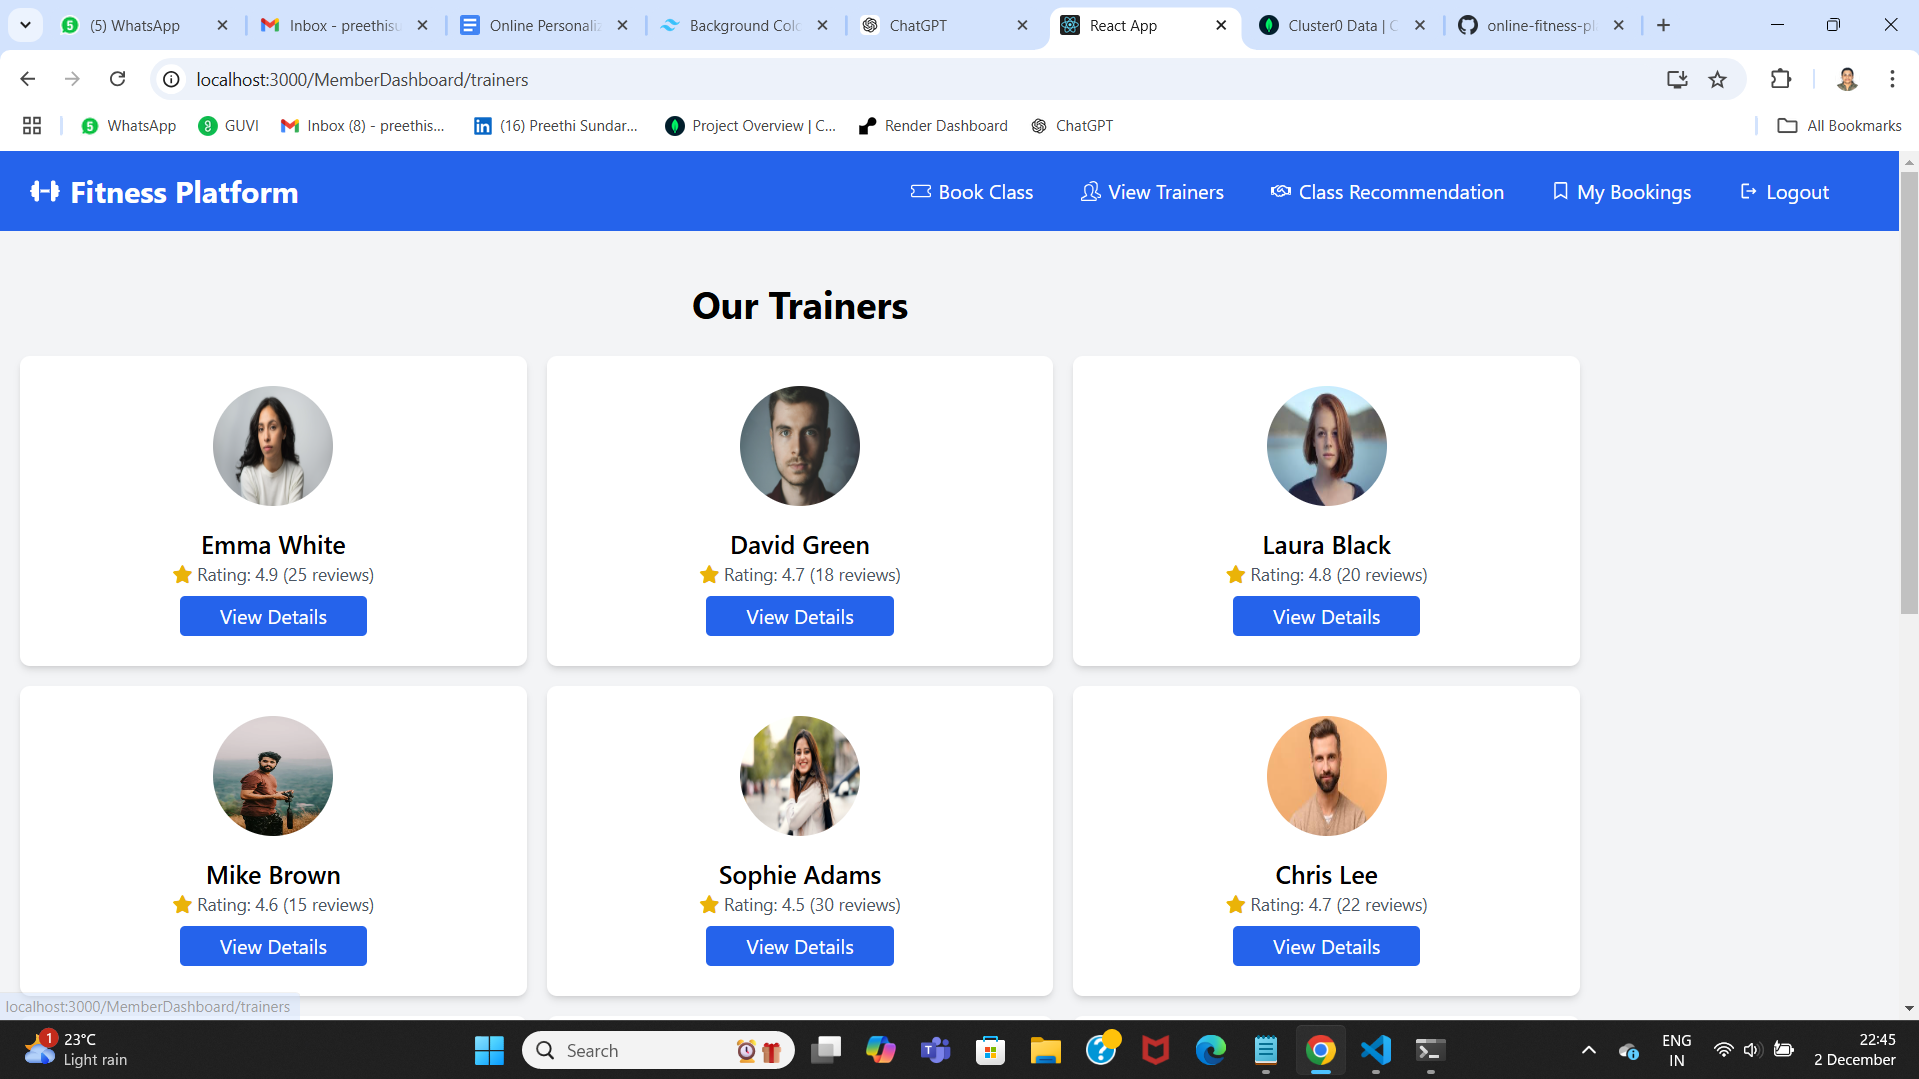 (5) WhatsApp
Inbox - preethisu
Online Personaliz
Background Colo
ChatGPT
React App
Cluster0 Data | C
online-fitness-pl
localhost:3000/MemberDashboard/trainers
5 WhatsApp
GUVI
Inbox (8) - preethis...
(16) Preethi Sundar...
Project Overview | C...
Render Dashboard
ChatGPT
All Bookmarks
Fitness Platform
Book Class
View Trainers
Class Recommendation
My Bookings
Logout
Our Trainers
Emma White
Rating: 4.9 (25 reviews)
View Details
David Green
Rating: 4.7 (18 reviews)
View Details
Laura Black
Rating: 4.8 (20 reviews)
View Details
Mike Brown
Rating: 4.6 (15 reviews)
View Details
Sophie Adams
Rating: 4.5 (30 reviews)
View Details
Chris Lee
Rating: 4.7 (22 reviews)
View Details
localhost:3000/MemberDashboard/trainers
1
23°C
Light rain
Search
ENG
IN
22:45
2 December